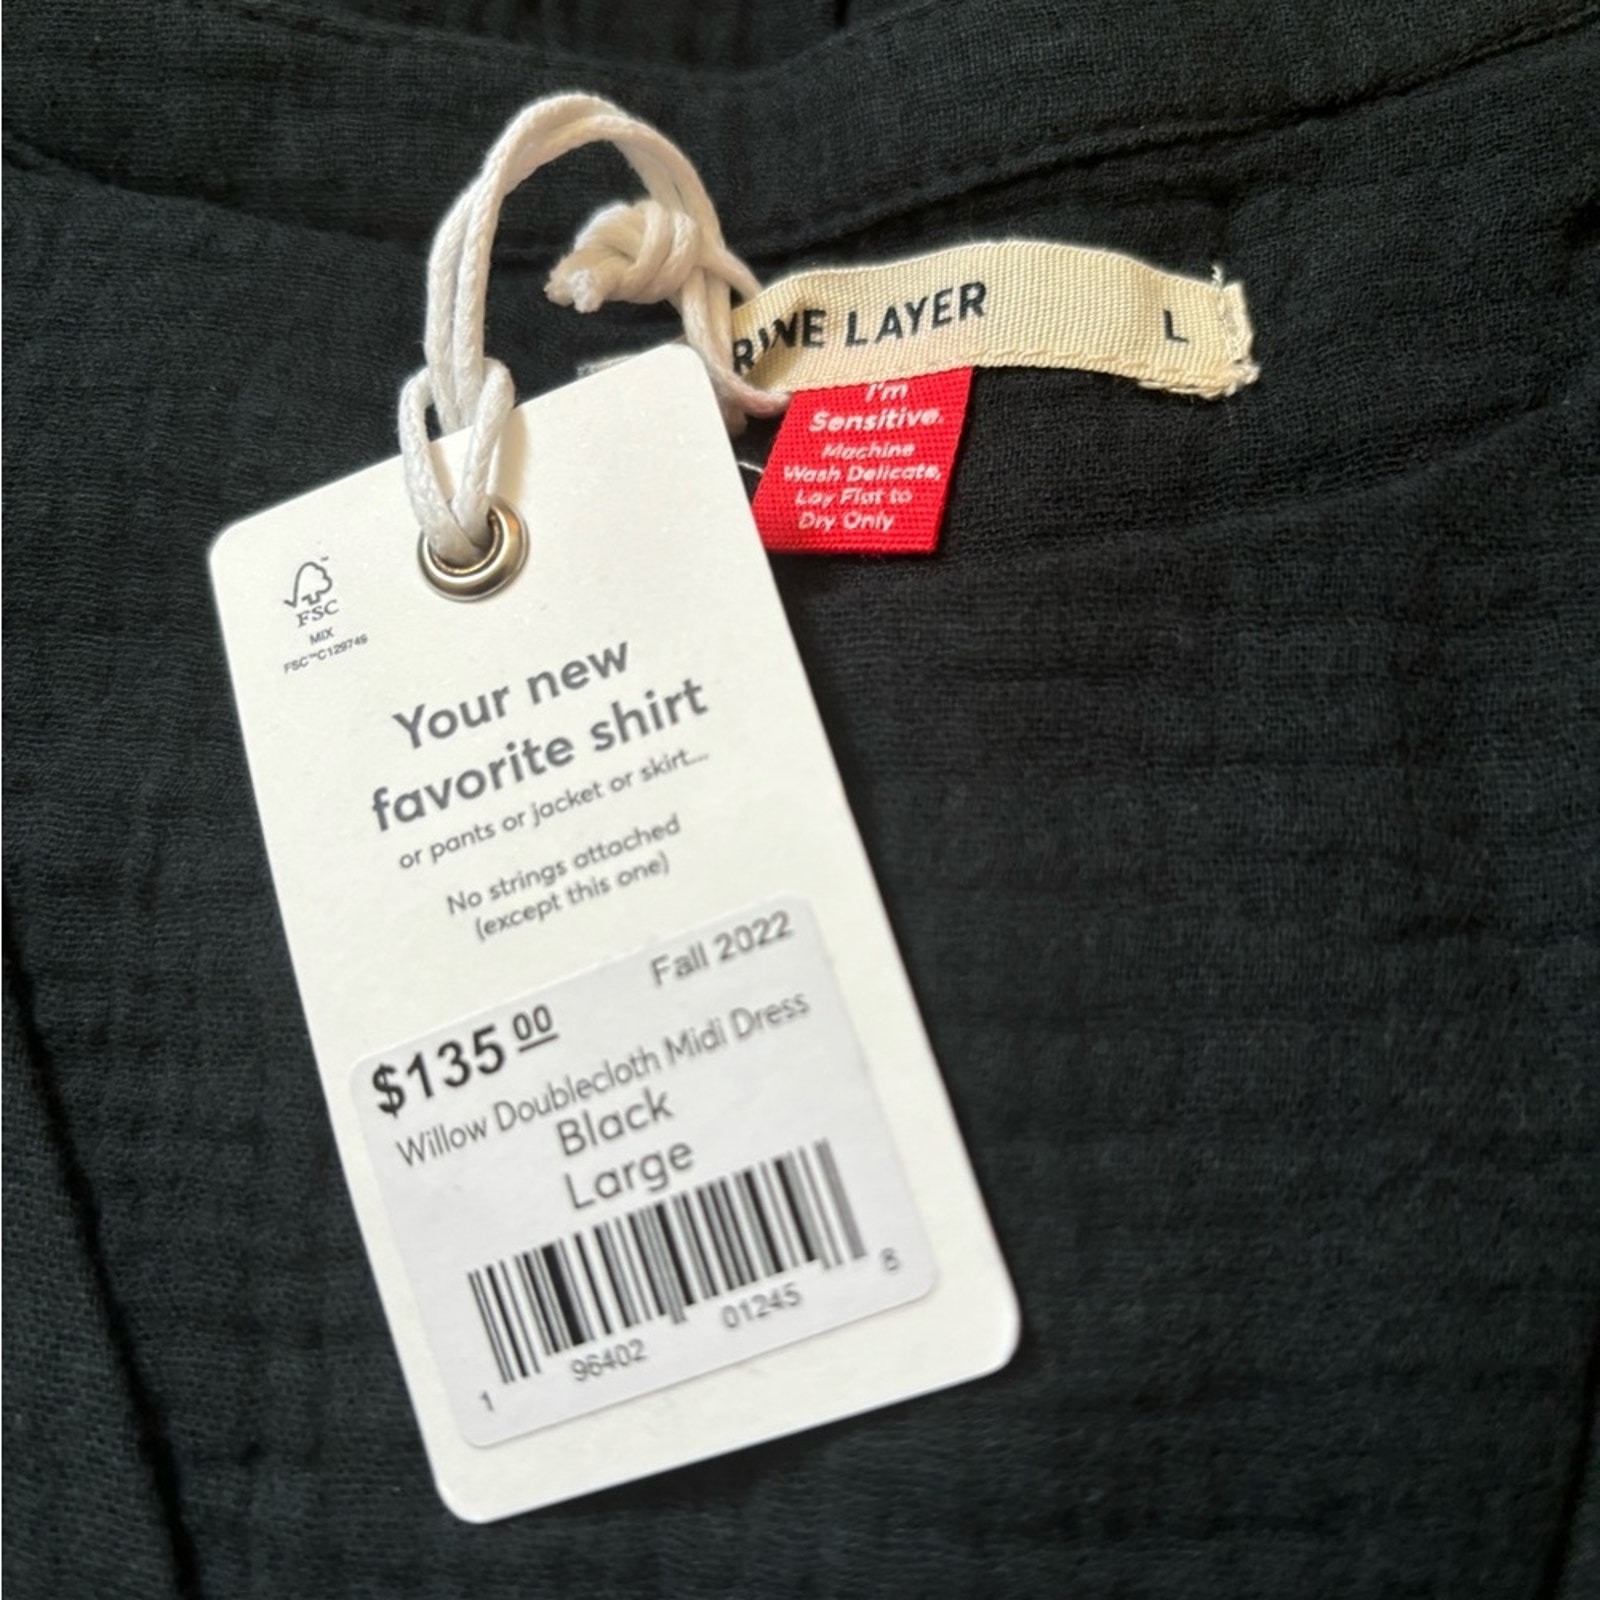 RINE LAYER
L
I'm
Sensitive.
Machine
Wash Delicate,
Lay Flat to
Dry Only
FSC
MIX
FSC™ C129749
Your new
favorite shirt
or pants or jacket or skirt...
No strings attached
(except this one)
Fall 2022
$135.00
Willow Doublecloth Midi Dress
Black
Large
1 96402 01245 8